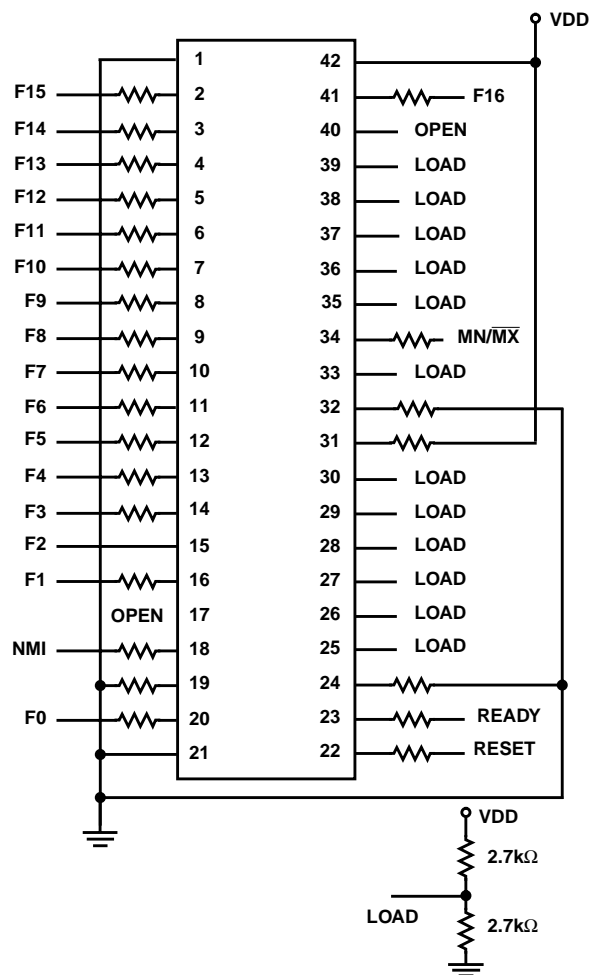 VDD
1 42
F15 2 41 F16
F14 3 40 OPEN
F13 4 39 LOAD
F12 5 38 LOAD
F11 6 37 LOAD
F10 7 36 LOAD
F9 8 35 LOAD
F8 9 34 MN/M̅X̅
F7 10 33 LOAD
F6 11 32
F5 12 31
F4 13 30 LOAD
F3 14 29 LOAD
F2 15 28 LOAD
F1 16 27 LOAD
OPEN 17 26 LOAD
NMI 18 25 LOAD
19 24
F0 20 23 READY
21 22 RESET
VDD
2.7kΩ
LOAD
2.7kΩ